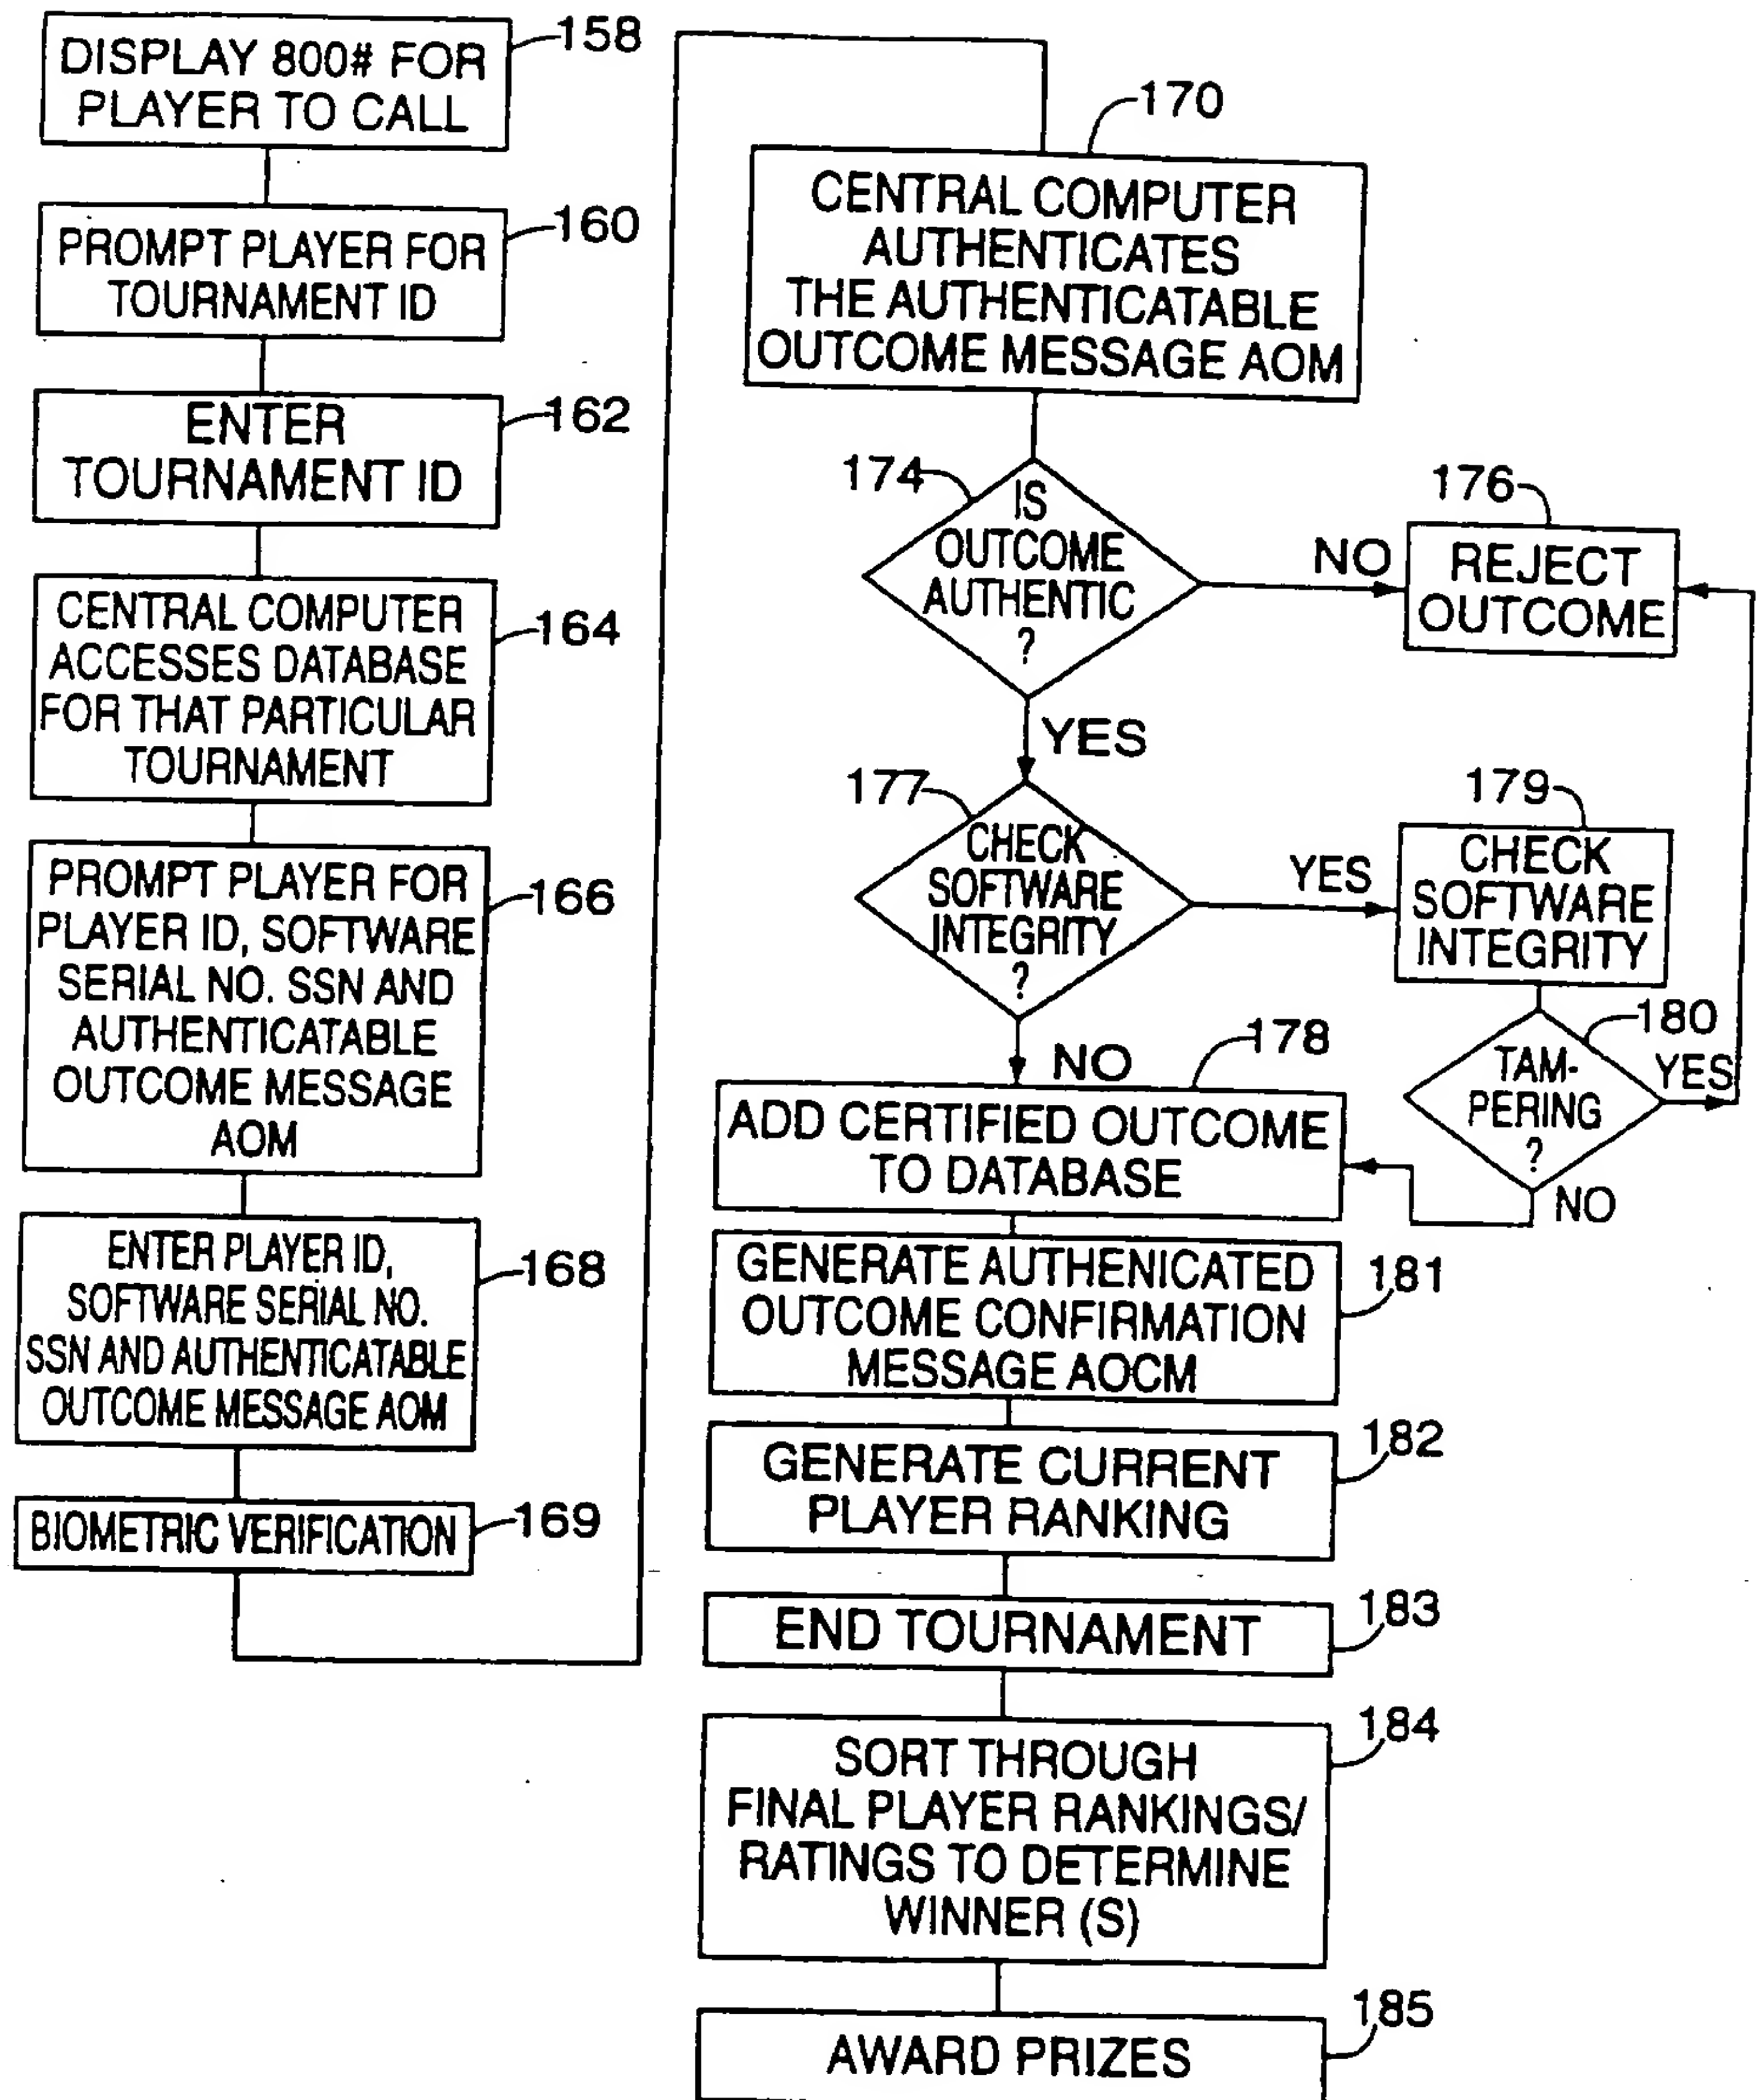 DISPLAY 800# FOR
PLAYER TO CALL
158
PROMPT PLAYER FOR
TOURNAMENT ID
160
ENTER
TOURNAMENT ID
162
CENTRAL COMPUTER
ACCESSES DATABASE
FOR THAT PARTICULAR
TOURNAMENT
164
PROMPT PLAYER FOR
PLAYER ID, SOFTWARE
SERIAL NO. SSN AND
AUTHENTICATABLE
OUTCOME MESSAGE
AOM
166
ENTER PLAYER ID,
SOFTWARE SERIAL NO.
SSN AND AUTHENTICATABLE
OUTCOME MESSAGE AOM
168
BIOMETRIC VERIFICATION
169
170
CENTRAL COMPUTER
AUTHENTICATES
THE AUTHENTICATABLE
OUTCOME MESSAGE AOM
174
IS
OUTCOME
AUTHENTIC
?
NO
176
REJECT
OUTCOME
YES
177
CHECK
SOFTWARE
INTEGRITY
?
YES
179
CHECK
SOFTWARE
INTEGRITY
180
TAM-
PERING
?
YES
NO
NO
178
ADD CERTIFIED OUTCOME
TO DATABASE
GENERATE AUTHENICATED
OUTCOME CONFIRMATION
MESSAGE AOCM
181
GENERATE CURRENT
PLAYER RANKING
182
END TOURNAMENT
183
SORT THROUGH
FINAL PLAYER RANKINGS/
RATINGS TO DETERMINE
WINNER (S)
184
AWARD PRIZES
185